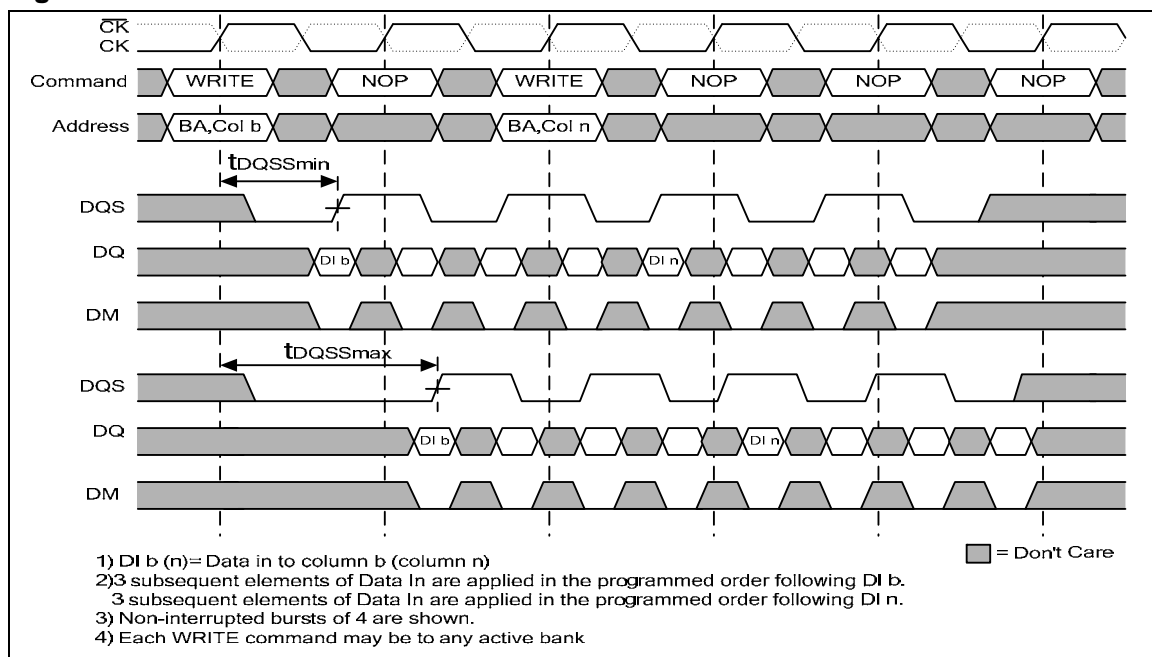 CK
CK
Command WRITE NOP WRITE NOP NOP NOP
Address BA,Col b BA,Col n
tDQSSmin
DQS
DQ DI b DI n
DM
tDQSSmax
DQS
DQ DI b DI n
DM
1) DI b (n)= Data in to column b (column n)
= Don't Care
2)3 subsequent elements of Data In are applied in the programmed order following DI b.
3 subsequent elements of Data In are applied in the programmed order following DI n.
3) Non-interrupted bursts of 4 are shown.
4) Each WRITE command may be to any active bank